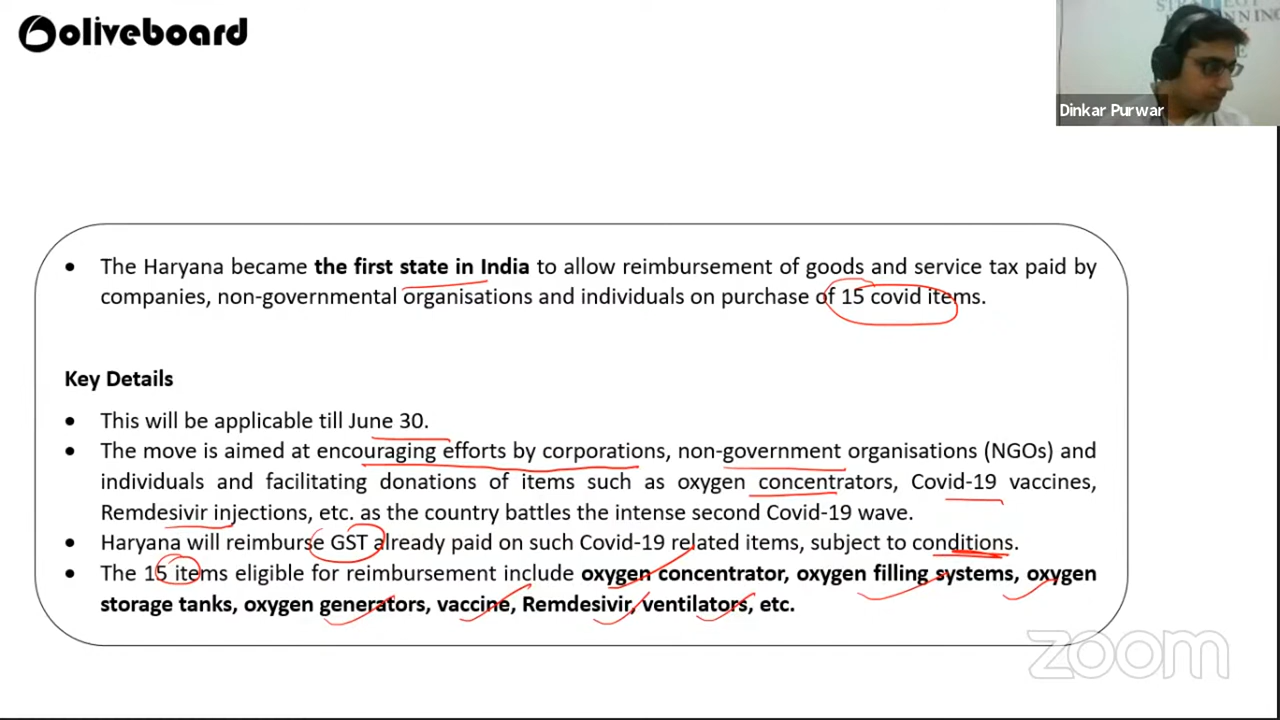 oliveboard
Dinkar Purwar
• The Haryana became the first state in India to allow reimbursement of goods and service tax paid by
companies, non-governmental organisations and individuals on purchase of 15 covid items.
Key Details
• This will be applicable till June 30.
• The move is aimed at encouraging efforts by corporations, non-government organisations (NGOs) and
individuals and facilitating donations of items such as oxygen concentrators, Covid-19 vaccines,
Remdesivir injections, etc. as the country battles the intense second Covid-19 wave.
• Haryana will reimburse GST already paid on such Covid-19 related items, subject to conditions.
• The 15 items eligible for reimbursement include oxygen concentrator, oxygen filling systems, oxygen
storage tanks, oxygen generators, vaccine, Remdesivir, ventilators, etc.
zoom